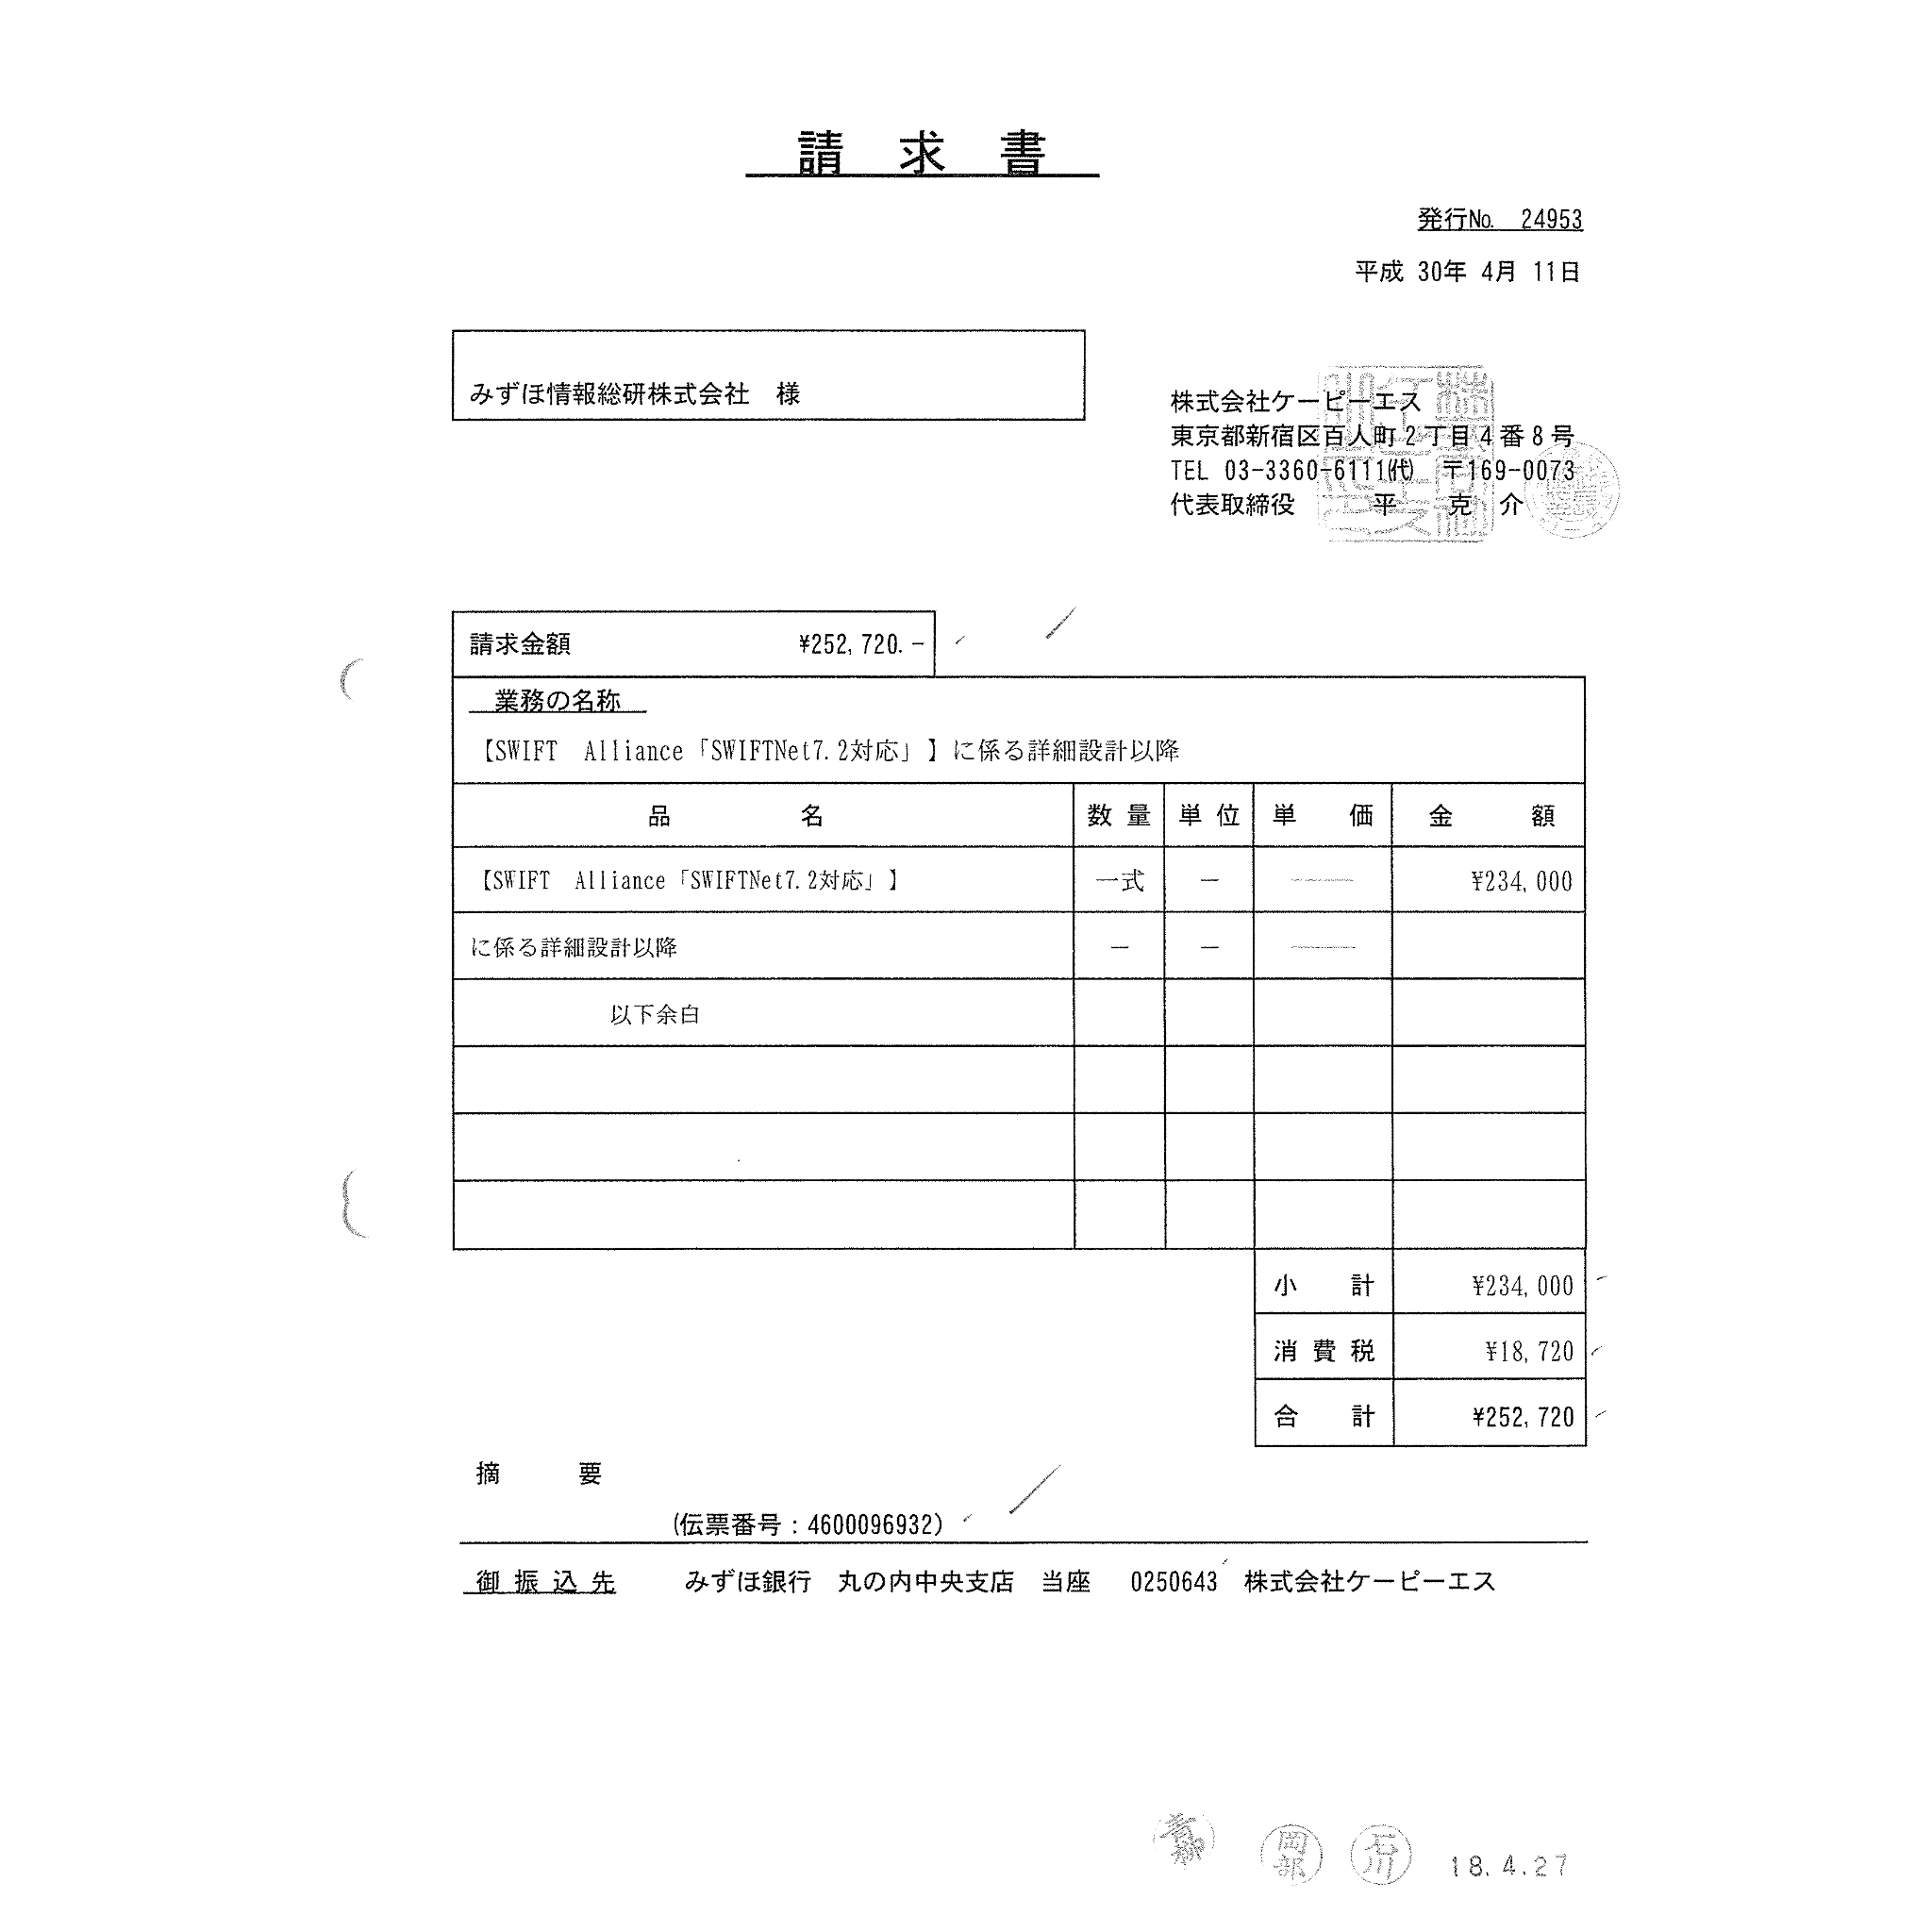 請 求 書
発行No. 24953
平成 30年 4月 11日
みずほ情報総研株式会社 様
株式会社ケーピーエス
東京都新宿区百人町2丁目4番8号
TEL 03-3360-6111㈹ 〒169-0073
代表取締役 平 克 介
請求金額 ¥252,720.-
業務の名称
【SWIFT Alliance「SWIFTNet7.2対応」】に係る詳細設計以降
品 名 数 量 単 位 単 価 金 額
【SWIFT Alliance「SWIFTNet7.2対応」】 一式 － ――― ¥234,000
に係る詳細設計以降 － － ―――
以下余白
小 計 ¥234,000
消 費 税 ¥18,720
合 計 ¥252,720
摘 要
(伝票番号:4600096932)
御 振 込 先 みずほ銀行 丸の内中央支店 当座 0250643 株式会社ケーピーエス
青柳 岡部 石川 18.4.27